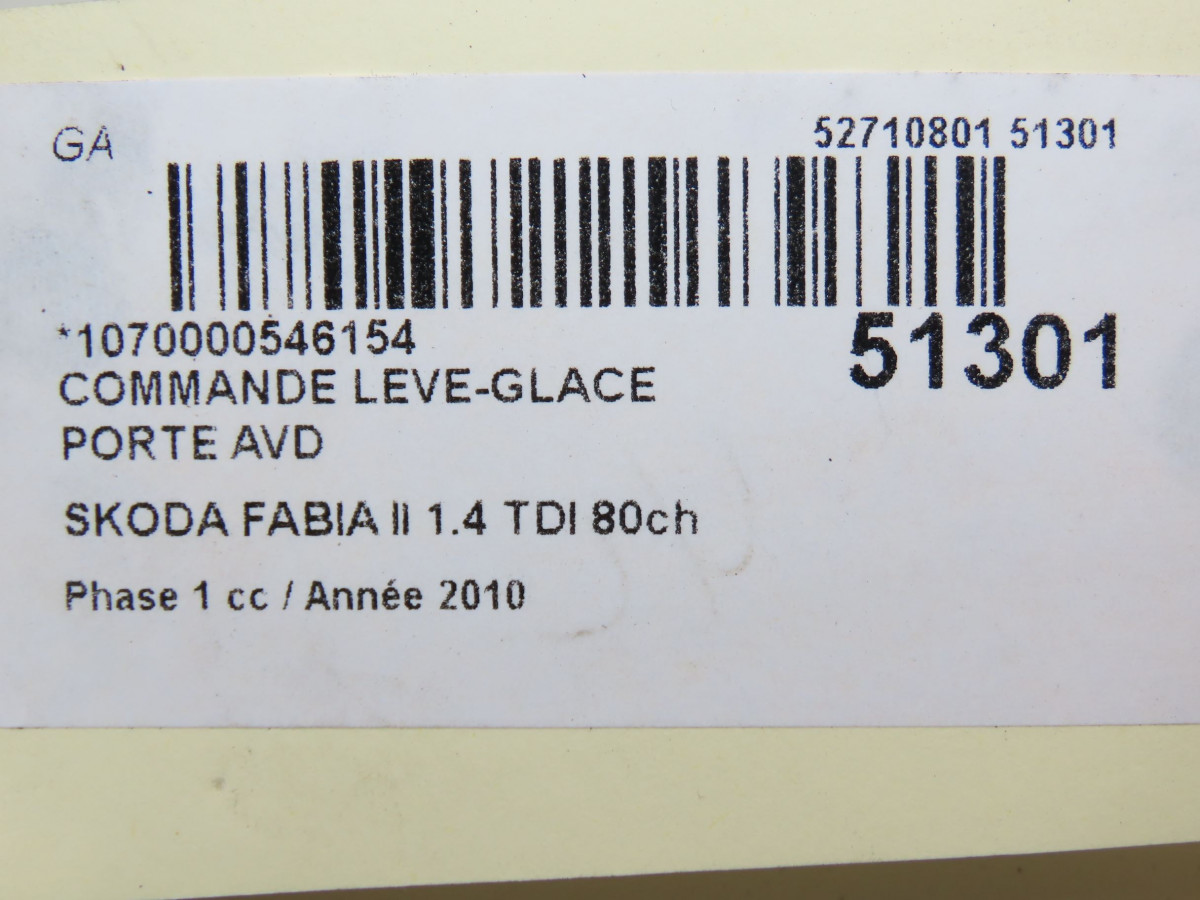 GA
52710801 51301
*1070000546154
51301
COMMANDE LEVE-GLACE
PORTE AVD
SKODA FABIA II 1.4 TDI 80ch
Phase 1 cc / Année 2010